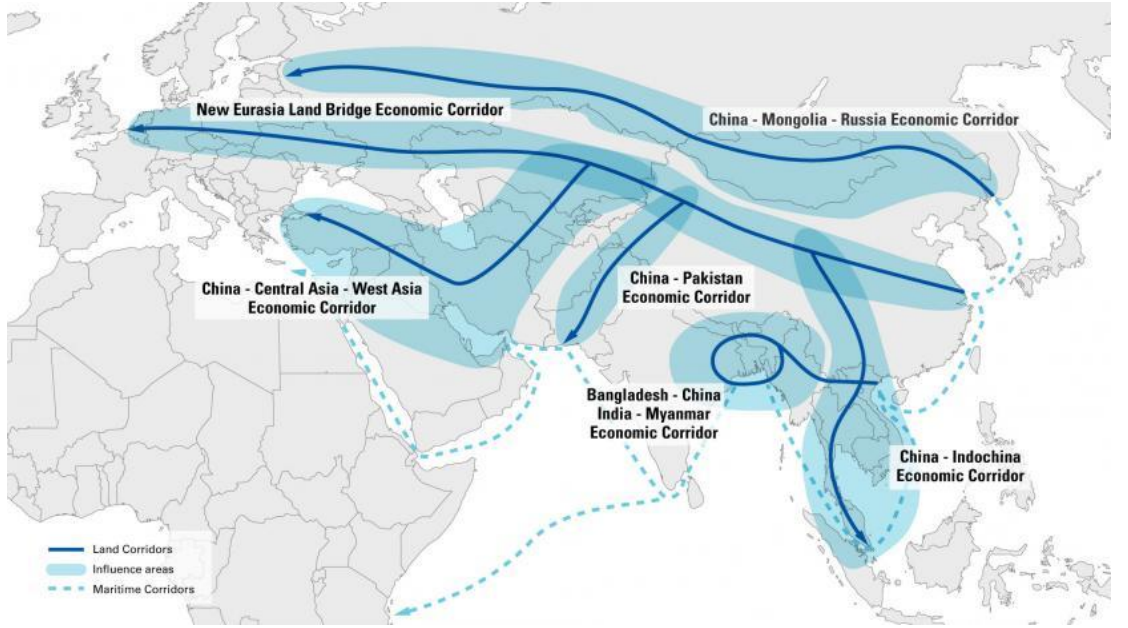 New Eurasia Land Bridge Economic Corridor
China - Mongolia - Russia Economic Corridor
China - Central Asia - West Asia
Economic Corridor
China - Pakistan
Economic Corridor
Bangladesh - China
India - Myanmar
Economic Corridor
China - Indochina
Economic Corridor
Land Corridors
Influence areas
Maritime Corridors